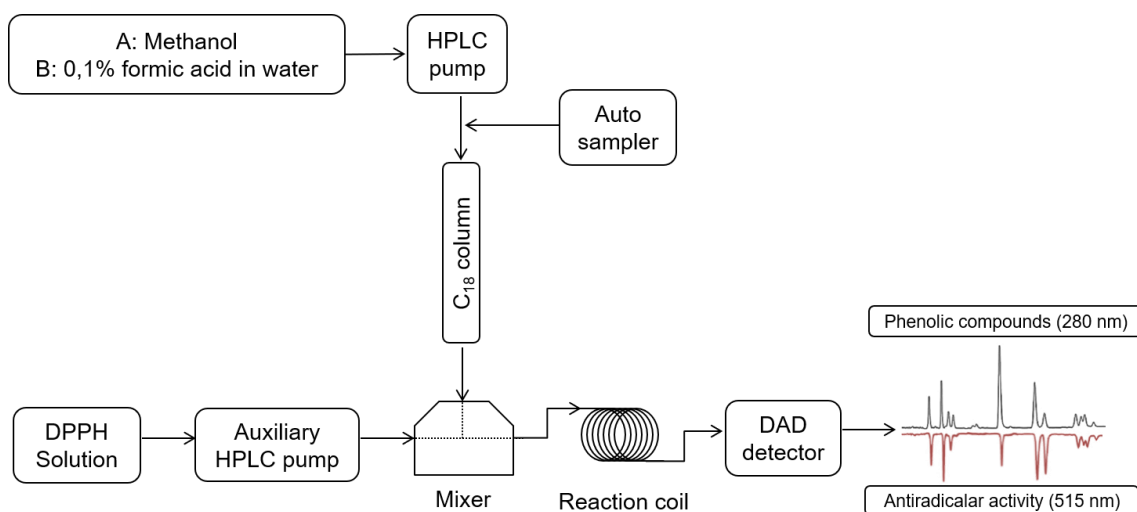 A: Methanol
B: 0,1% formic acid in water
HPLC
pump
Auto
sampler
C₁₈ column
Phenolic compounds (280 nm)
DPPH
Solution
Auxiliary
HPLC pump
Mixer
Reaction coil
DAD
detector
Antiradicalar activity (515 nm)